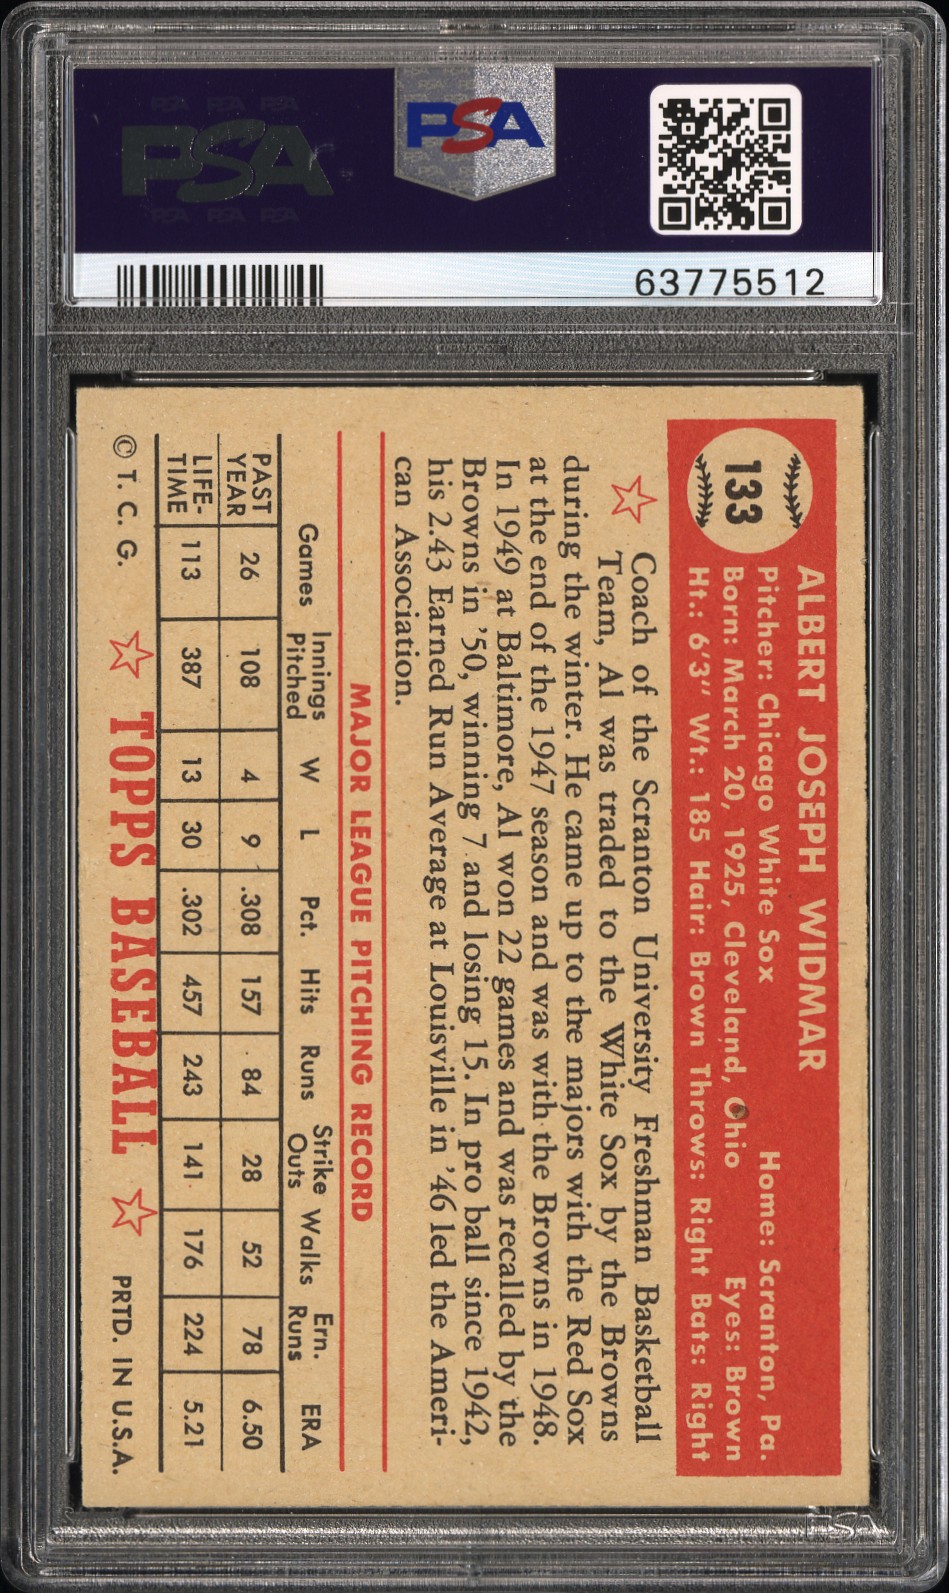 PSA PSA PSA
PSA
PSA PSA PSA
PSA
63775512
133
ALBERT JOSEPH WIDMAR
Pitcher: Chicago White Sox Home: Scranton, Pa.
Born: March 20, 1925, Cleveland, Ohio Eyes: Brown
Ht.: 6'3" Wt.: 185 Hair: Brown Throws: Right Bats: Right
Coach of the Scranton University Freshman Basketball
Team, Al was traded to the White Sox by the Browns
during the winter. He came up to the majors with the Red Sox
at the end of the 1947 season and was with the Browns in 1948.
In 1949 at Baltimore, Al won 22 games and was recalled by the
Browns in '50, winning 7 and losing 15. In pro ball since 1942,
his 2.43 Earned Run Average at Louisville in '46 led the Ameri-
can Association.
MAJOR LEAGUE PITCHING RECORD
Games Innings Pitched W L Pct. Hits Runs Strike Outs Walks Ern. Runs ERA
PAST YEAR 26 108 4 9 .308 157 84 28 52 78 6.50
LIFE-TIME 113 387 13 30 .302 457 243 141 176 224 5.21
© T. C. G. TOPPS BASEBALL PRTD. IN U.S.A.
PSA